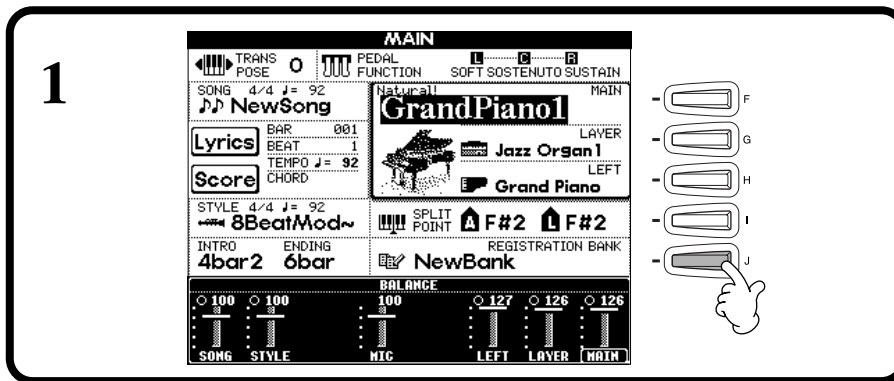 1
MAIN
TRANS
POSE 0
PEDAL
FUNCTION
L C R
SOFT SOSTENUTO SUSTAIN
SONG 4/4 ♩= 92
NewSong
Lyrics
Score
BAR 001
BEAT 1
TEMPO ♩= 92
CHORD
Natural! MAIN
GrandPiano1
LAYER
Jazz Organ1
LEFT
Grand Piano
STYLE 4/4 ♩= 92
8BeatMod~
SPLIT
POINT A F#2 L F#2
INTRO ENDING
4bar2 6bar
REGISTRATION BANK
NewBank
BALANCE
100 100 100 127 126 126
SONG STYLE MIC LEFT LAYER MAIN
F
G
H
I
J